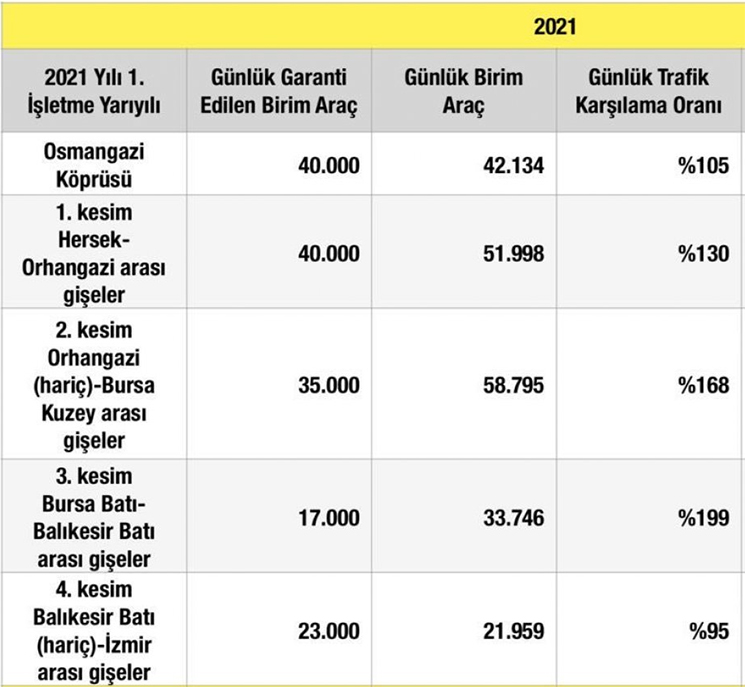 2021
2021 Yılı 1.
İşletme Yarıyılı
Günlük Garanti
Edilen Birim Araç
Günlük Birim
Araç
Günlük Trafik
Karşılama Oranı
Osmangazi
Köprüsü
40.000
42.134
%105
1. kesim
Hersek-
Orhangazi arası
gişeler
40.000
51.998
%130
2. kesim
Orhangazi
(hariç)-Bursa
Kuzey arası
gişeler
35.000
58.795
%168
3. kesim
Bursa Batı-
Balıkesir Batı
arası gişeler
17.000
33.746
%199
4. kesim
Balıkesir Batı
(hariç)-İzmir
arası gişeler
23.000
21.959
%95